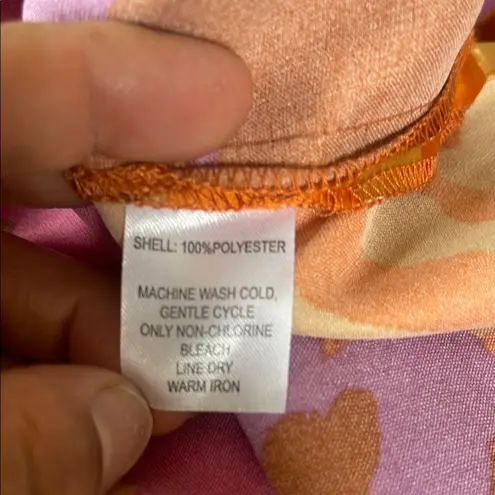 SHELL: 100%POLYESTER
MACHINE WASH COLD,
GENTLE CYCLE
ONLY NON-CHLORINE
BLEACH
LINE DRY
WARM IRON